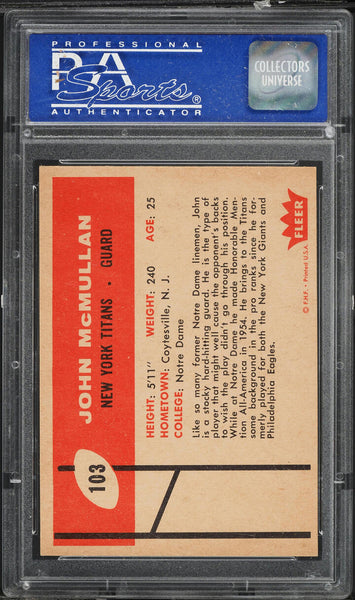 PROFESSIONAL
PSA
Sports®
AUTHENTICATOR
COLLECTORS
UNIVERSE
103
JOHN McMULLAN
NEW YORK TITANS • GUARD
HEIGHT: 5'11" WEIGHT: 240 AGE: 25
HOMETOWN: Coytesville, N. J.
COLLEGE: Notre Dame
Like so many former Notre Dame linemen, John
is a stocky hard-hitting guard. He is the type of
player that might well cause the opponent's backs
to wish the play didn't go through his position.
While at Notre Dame he made Honorable Men-
tion All-America in 1954. He brings to the Titans
some background in the pro ranks since he for-
merly played for both the New York Giants and
Philadelphia Eagles.
FLEER
© F.H.F. • Printed U.S.A.